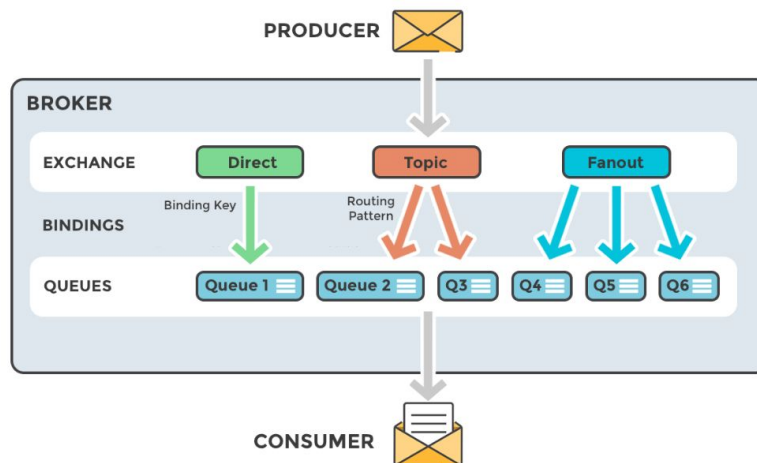 PRODUCER
BROKER
EXCHANGE
Direct
Topic
Fanout
Binding Key
Routing
Pattern
BINDINGS
QUEUES
Queue 1
Queue 2
Q3
Q4
Q5
Q6
CONSUMER